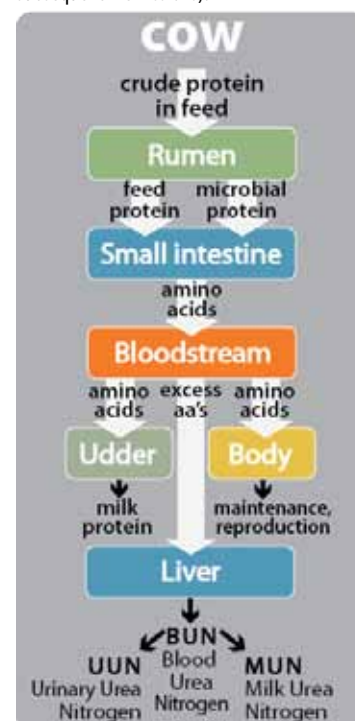 COW
crude protein
in feed
Rumen
feed
protein
microbial
protein
Small intestine
amino
acids
Bloodstream
amino
acids
excess
aa's
amino
acids
Udder
Body
milk
protein
maintenance,
reproduction
Liver
BUN
Blood
Urea
Nitrogen
UUN
Urinary Urea
Nitrogen
MUN
Milk Urea
Nitrogen